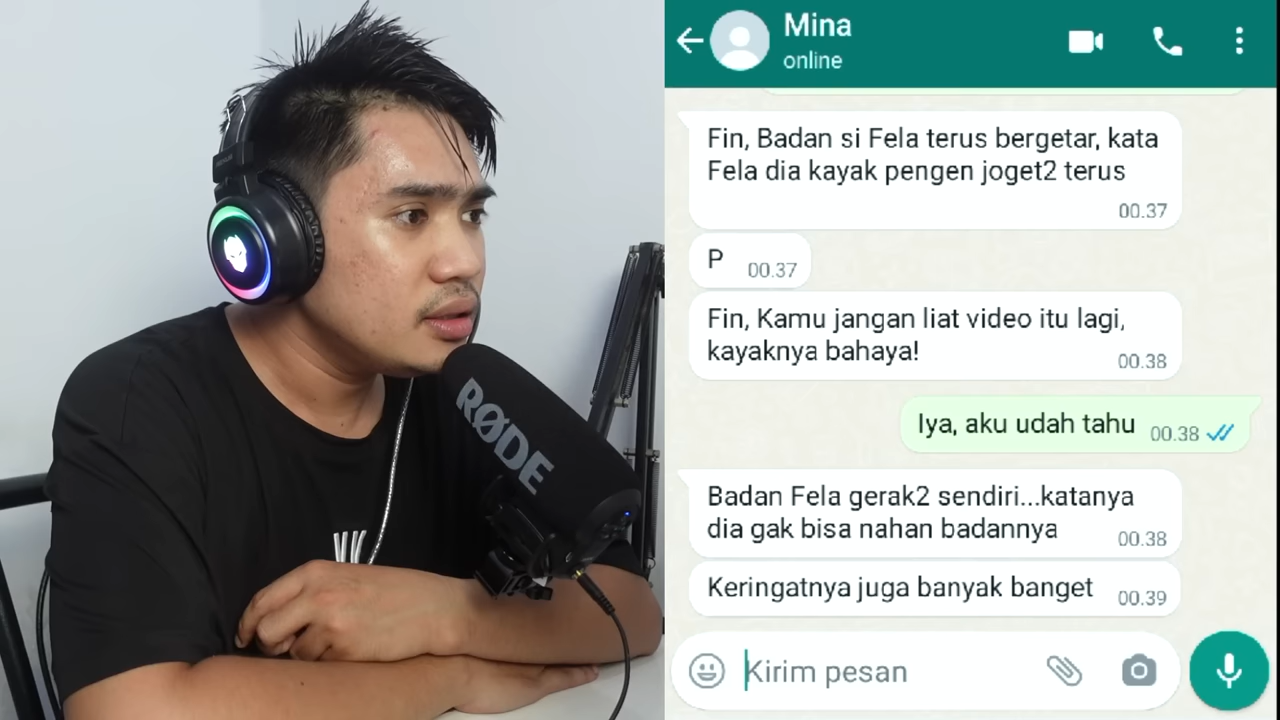 RØDE
Mina
online
Fin, Badan si Fela terus bergetar, kata
Fela dia kayak pengen joget2 terus
00.37
P 00.37
Fin, Kamu jangan liat video itu lagi,
kayaknya bahaya!
00.38
Iya, aku udah tahu 00.38
Badan Fela gerak2 sendiri...katanya
dia gak bisa nahan badannya
00.38
Keringatnya juga banyak banget 00.39
Kirim pesan